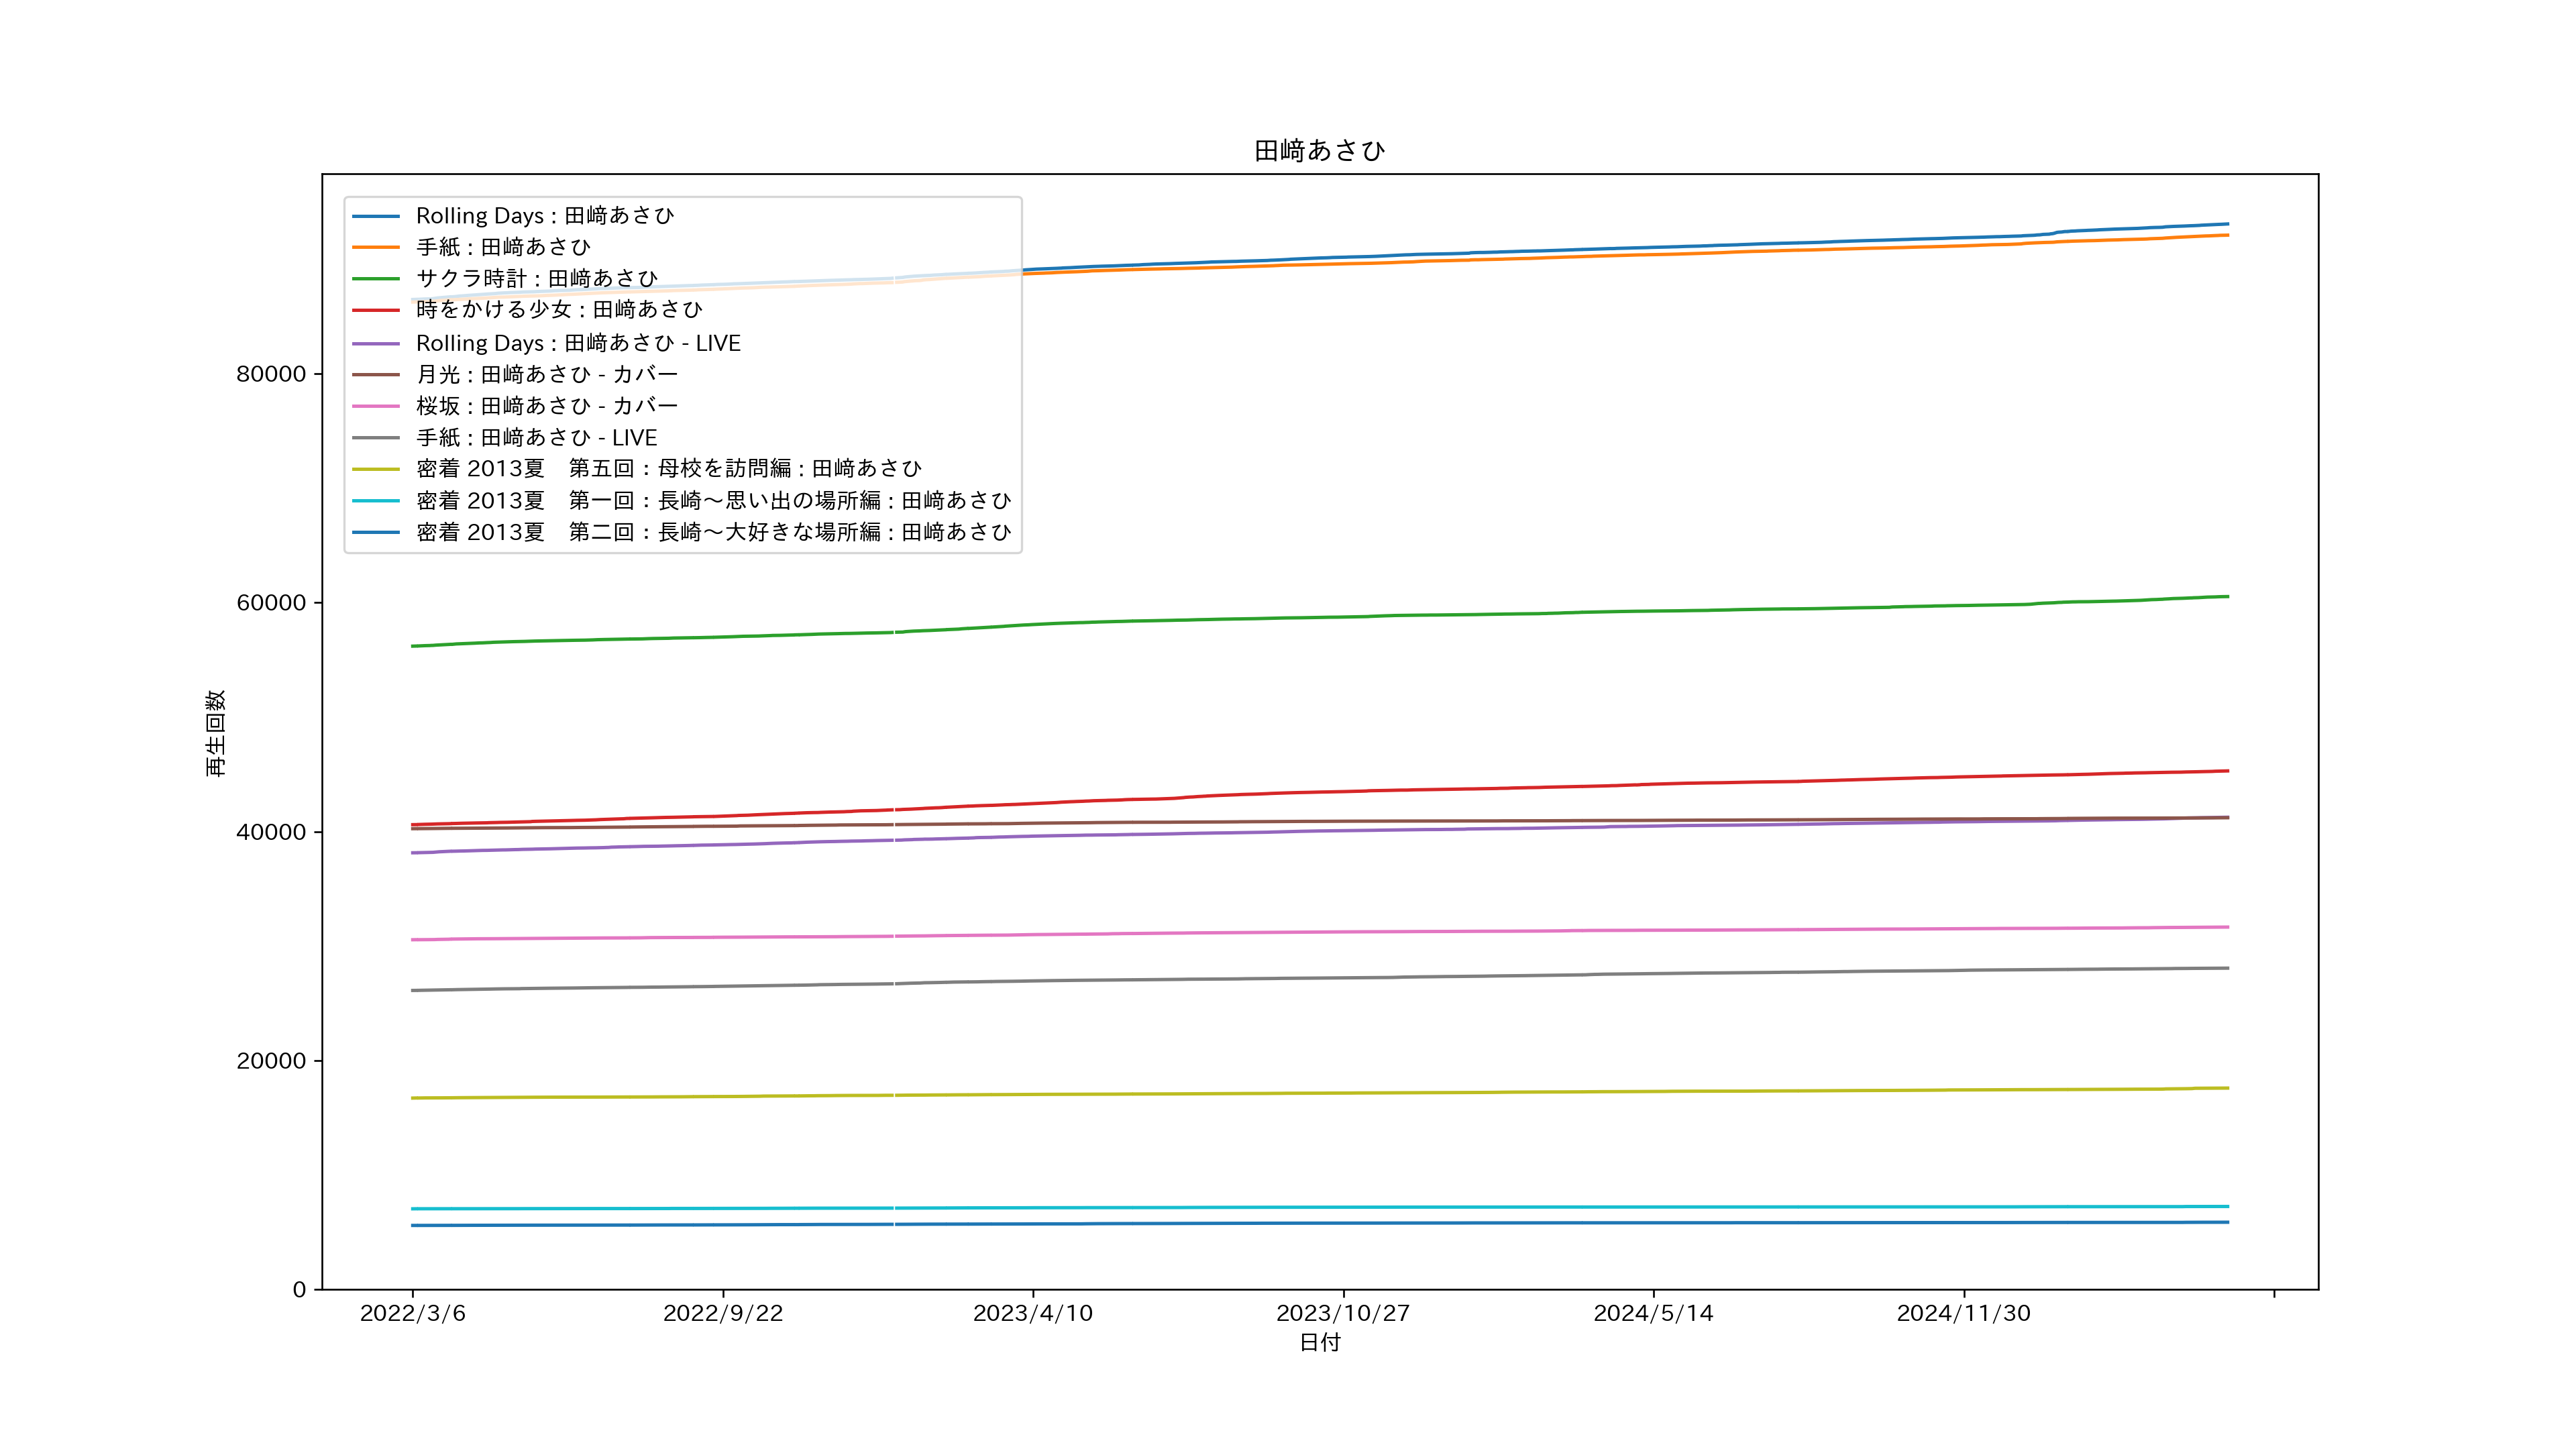 田﨑あさひ
Rolling Days : 田﨑あさひ
手紙 : 田﨑あさひ
サクラ時計 : 田﨑あさひ
時をかける少女 : 田﨑あさひ
Rolling Days : 田﨑あさひ - LIVE
月光 : 田﨑あさひ - カバー
桜坂 : 田﨑あさひ - カバー
手紙 : 田﨑あさひ - LIVE
密着 2013夏　第五回：母校を訪問編 : 田﨑あさひ
密着 2013夏　第一回：長崎～思い出の場所編 : 田﨑あさひ
密着 2013夏　第二回：長崎～大好きな場所編 : 田﨑あさひ
80000
60000
40000
20000
0
再生回数
2022/3/6
2022/9/22
2023/4/10
2023/10/27
2024/5/14
2024/11/30
日付